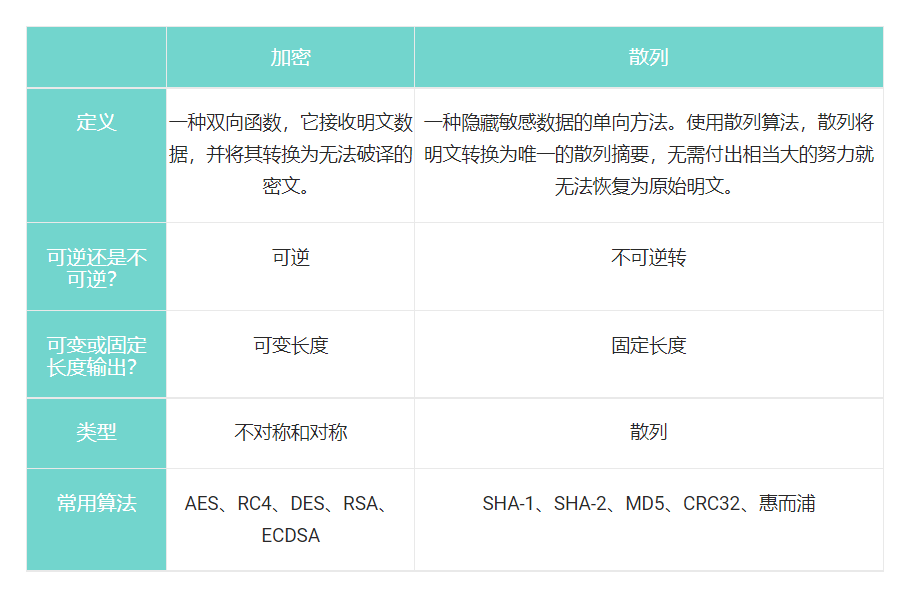 加密
散列
定义
一种双向函数，它接收明文数
据，并将其转换为无法破译的
密文。
一种隐藏敏感数据的单向方法。使用散列算法，散列将
明文转换为唯一的散列摘要，无需付出相当大的努力就
无法恢复为原始明文。
可逆还是不
可逆？
可逆
不可逆转
可变或固定
长度输出？
可变长度
固定长度
类型
不对称和对称
散列
常用算法
AES、RC4、DES、RSA、
ECDSA
SHA-1、SHA-2、MD5、CRC32、惠而浦